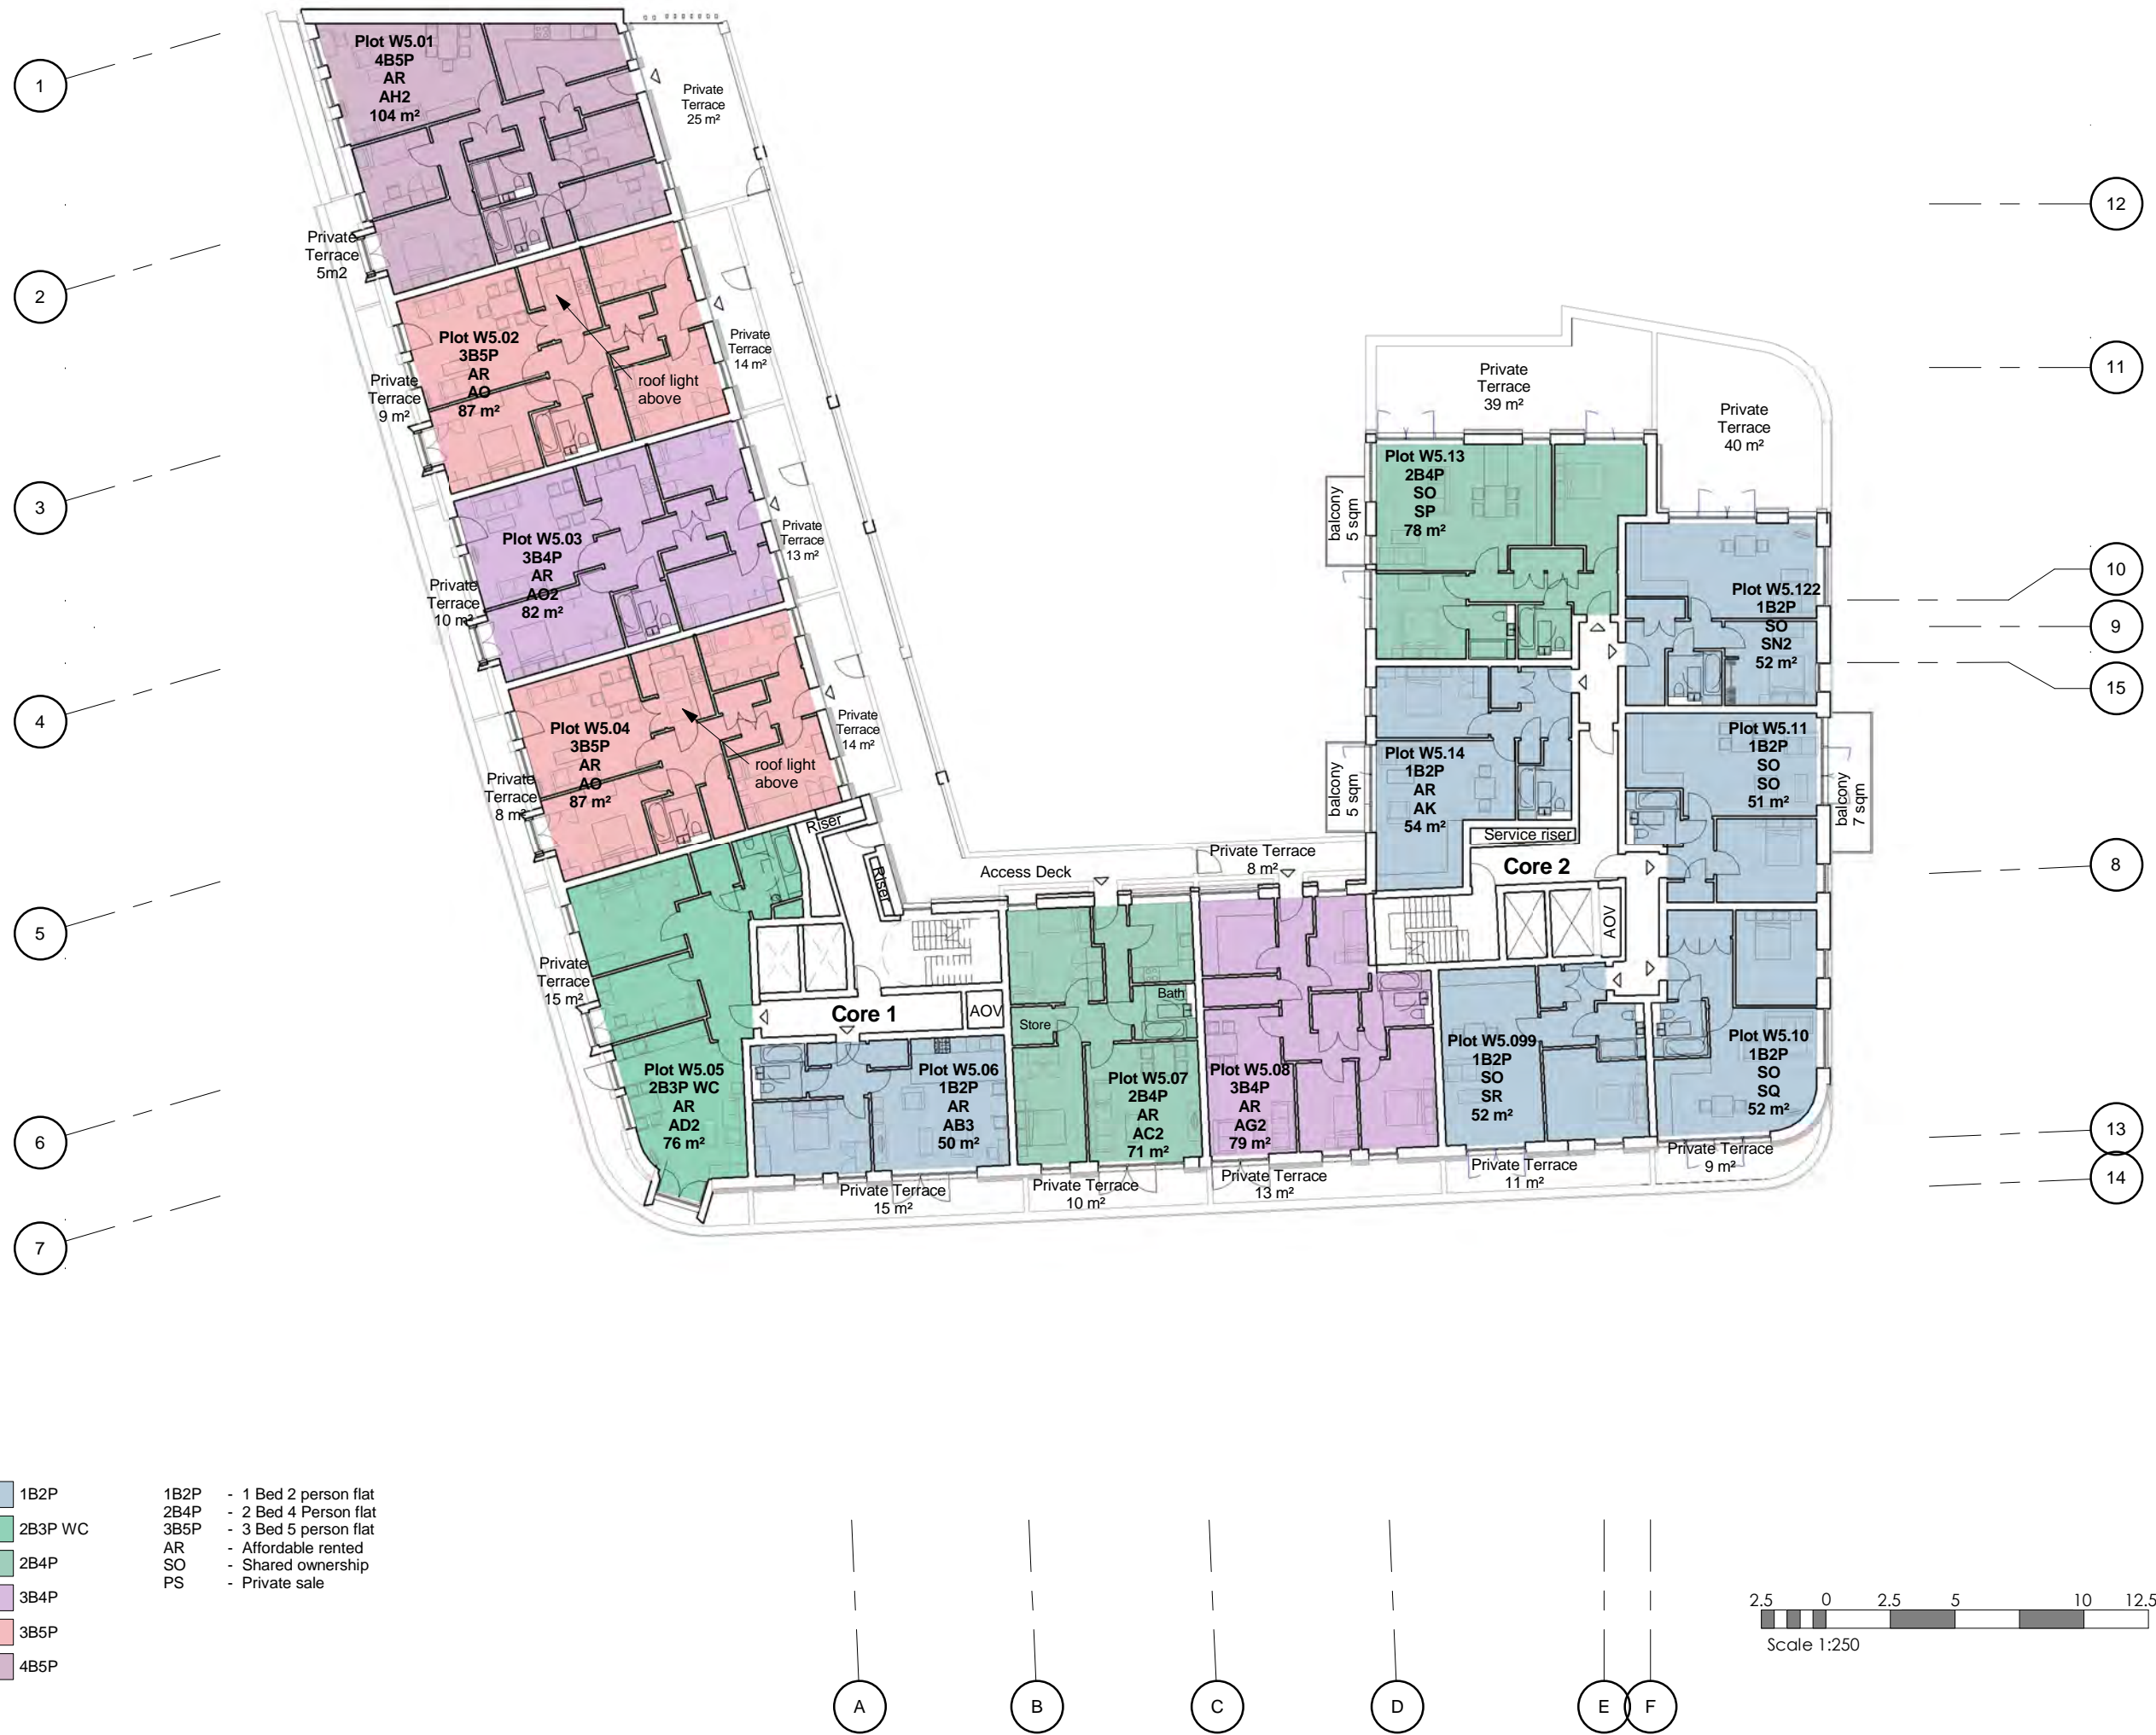 1
2
3
4
5
6
7
Plot W5.01
4B5P
AR
AH2
104 m²
Private
Terrace
25 m²
Private
Terrace
5m2
Plot W5.02
3B5P
AR
AO
87 m²
roof light
above
Private
Terrace
14 m²
Private
Terrace
9 m²
Plot W5.03
3B4P
AR
AO2
82 m²
Private
Terrace
13 m²
Private
Terrace
10 m²
Plot W5.04
3B5P
AR
AO
87 m²
roof light
above
Private
Terrace
14 m²
Private
Terrace
8 m²
Riser
Riser
Private
Terrace
15 m²
Plot W5.05
2B3P WC
AR
AD2
76 m²
Core 1
AOV
Plot W5.06
1B2P
AR
AB3
50 m²
Private Terrace
15 m²
Access Deck
Store
Bath
Plot W5.07
2B4P
AR
AC2
71 m²
Private Terrace
10 m²
Private Terrace
8 m²
Plot W5.08
3B4P
AR
AG2
79 m²
Private Terrace
13 m²
Plot W5.099
1B2P
SO
SR
52 m²
Private Terrace
11 m²
Plot W5.10
1B2P
SO
SQ
52 m²
Private Terrace
9 m²
Plot W5.11
1B2P
SO
SO
51 m²
balcony
7 sqm
Plot W5.122
1B2P
SO
SN2
52 m²
Private
Terrace
40 m²
Plot W5.13
2B4P
SO
SP
78 m²
Private
Terrace
39 m²
balcony
5 sqm
Plot W5.14
1B2P
AR
AK
54 m²
balcony
5 sqm
Service riser
Core 2
AOV
12
11
10
9
15
8
13
14
1B2P
2B3P WC
2B4P
3B4P
3B5P
4B5P
1B2P - 1 Bed 2 person flat
2B4P - 2 Bed 4 Person flat
3B5P - 3 Bed 5 person flat
AR - Affordable rented
SO - Shared ownership
PS - Private sale
A
B
C
D
E
F
2.5 0 2.5 5 10 12.5
Scale 1:250